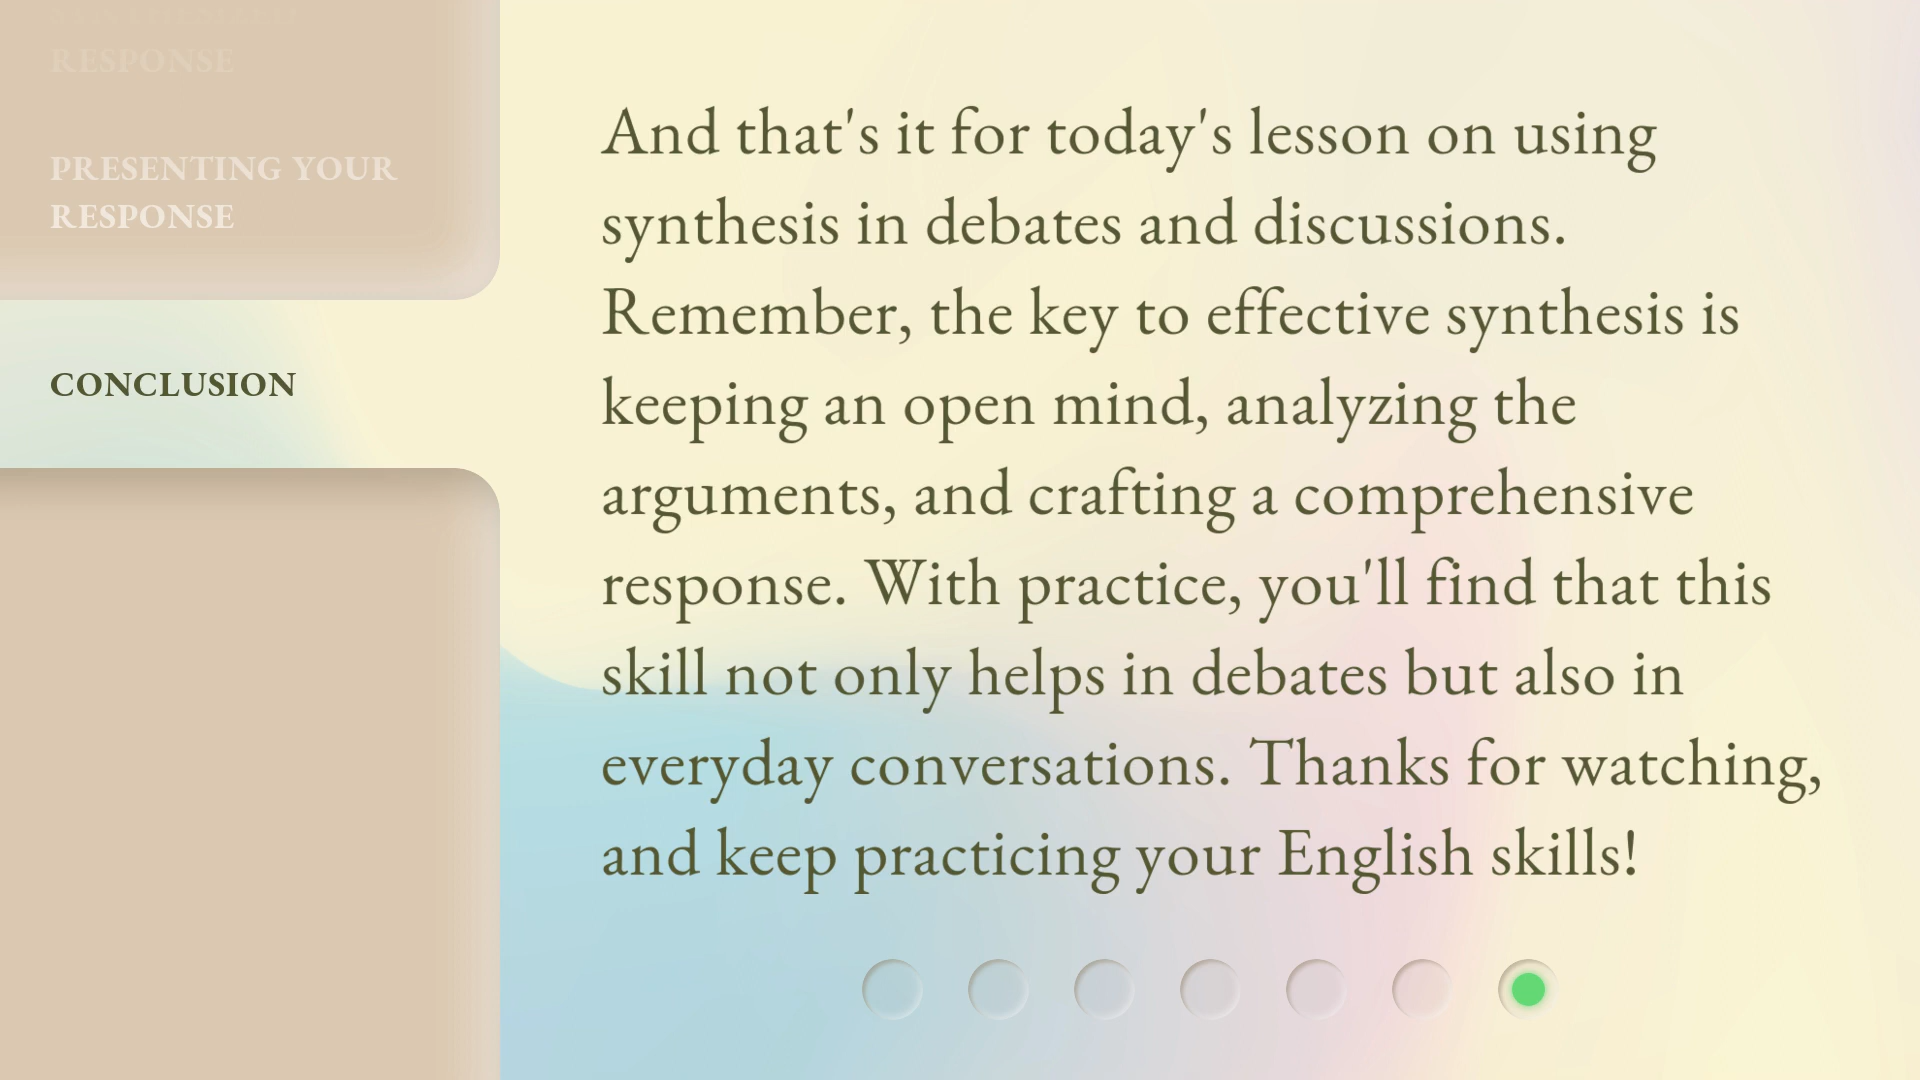 RESPONSE
PRESENTING YOUR
RESPONSE
CONCLUSION
And that's it for today's lesson on using
synthesis in debates and discussions.
Remember, the key to effective synthesis is
keeping an open mind, analyzing the
arguments, and crafting a comprehensive
response. With practice, you'll find that this
skill not only helps in debates but also in
everyday conversations. Thanks for watching,
and keep practicing your English skills!